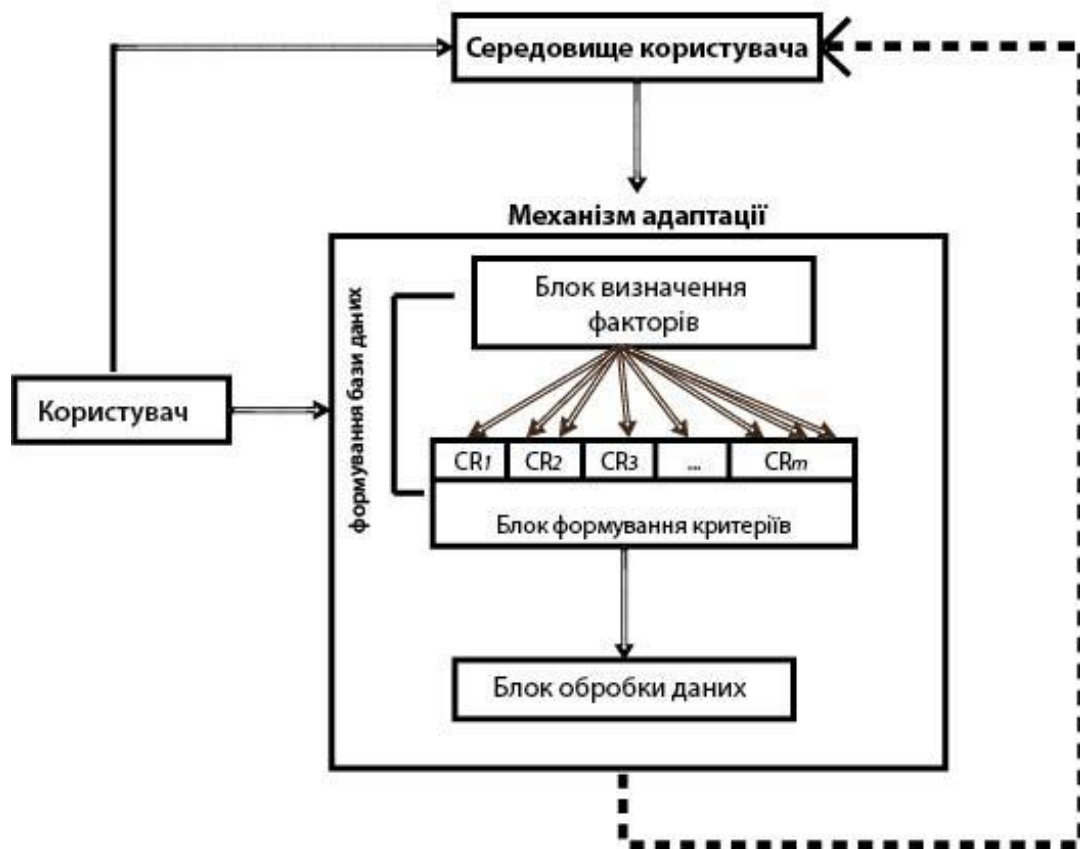 Середовище користувача
Механізм адаптації
формування бази даних
Блок визначення
факторів
Користувач
CR1 CR2 CR3 ... CRm
Блок формування критеріїв
Блок обробки даних